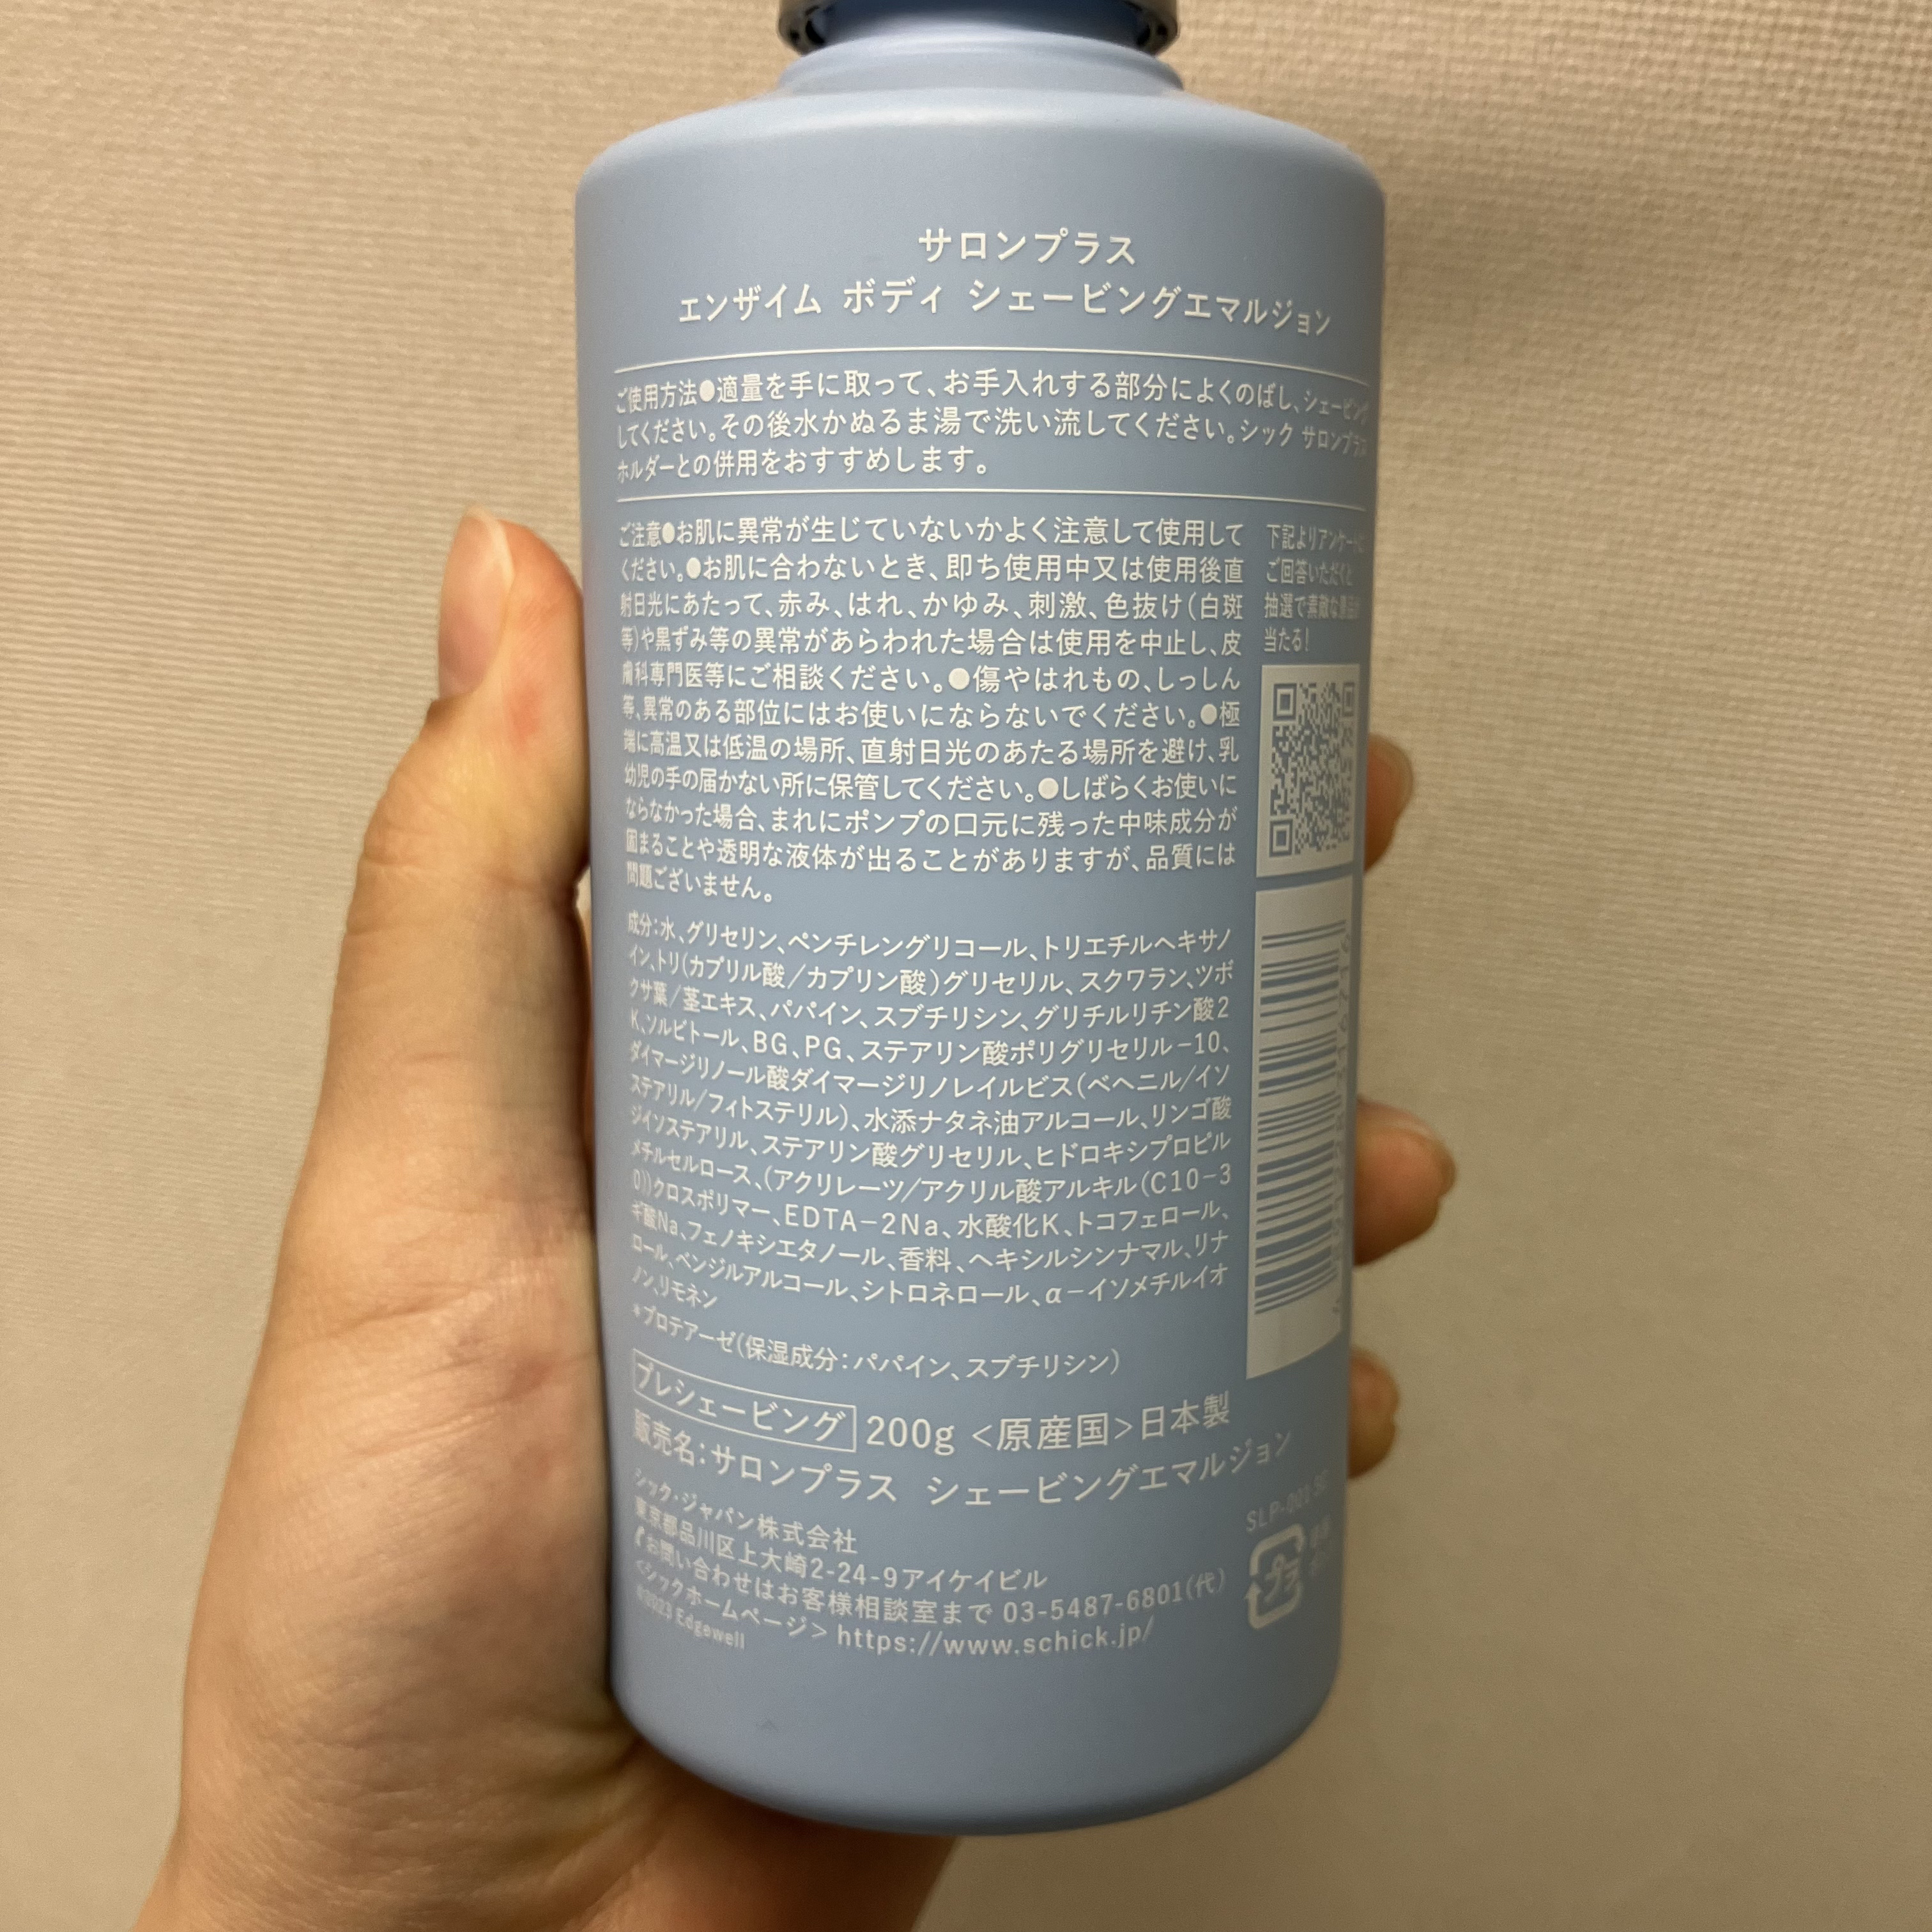 サロンプラス
エンザイム ボディ シェービングエマルジョン
ご使用方法●適量を手に取って、お手入れする部分によくのばし、シェービング
してください。その後水かぬるま湯で洗い流してください。シック サロンプラス
ホルダーとの併用をおすすめします。
ご注意●お肌に異常が生じていないかよく注意して使用して
ください。●お肌に合わないとき、即ち使用中又は使用後直
射日光にあたって、赤み、はれ、かゆみ、刺激、色抜け(白斑
等)や黒ずみ等の異常があらわれた場合は使用を中止し、皮
膚科専門医等にご相談ください。●傷やはれもの、しっしん
等、異常のある部位にはお使いにならないでください。●極
端に高温又は低温の場所、直射日光のあたる場所を避け、乳
幼児の手の届かない所に保管してください。●しばらくお使いに
ならなかった場合、まれにポンプの口元に残った中味成分が
固まることや透明な液体が出ることがありますが、品質には
問題ございません。
下記よりアンケートに
ご回答いただくと
抽選で素敵な
当たる!
成分:水、グリセリン、ペンチレングリコール、トリエチルヘキサノ
イン、トリ(カプリル酸/カプリン酸)グリセリル、スクワラン、ツボ
クサ葉/茎エキス、パパイン、スブチリシン、グリチルリチン酸2
K、ソルビトール、BG、PG、ステアリン酸ポリグリセリル-10、
ダイマージリノール酸ダイマージリノレイルビス(ベヘニル/イソ
ステアリル/フィトステリル)、水添ナタネ油アルコール、リンゴ酸
ジイソステアリル、ステアリン酸グリセリル、ヒドロキシプロピル
メチルセルロース、(アクリレーツ/アクリル酸アルキル(C10-3
0))クロスポリマー、EDTA-2Na、水酸化K、トコフェロール、
ギ酸Na、フェノキシエタノール、香料、ヘキシルシンナマル、リナ
ロール、ベンジルアルコール、シトロネロール、α-イソメチルイオ
ノン、リモネン
*プロテアーゼ(保湿成分:パパイン、スブチリシン)
プレシェービング 200g <原産国>日本製
販売名:サロンプラス シェービングエマルジョン
シック・ジャパン株式会社
東京都品川区上大崎2-24-9アイケイビル
お問い合わせはお客様相談室まで 03-5487-6801(代)
<シックホームページ> https://www.schick.jp/
©2023 Edgewell
SLP-001
プラ